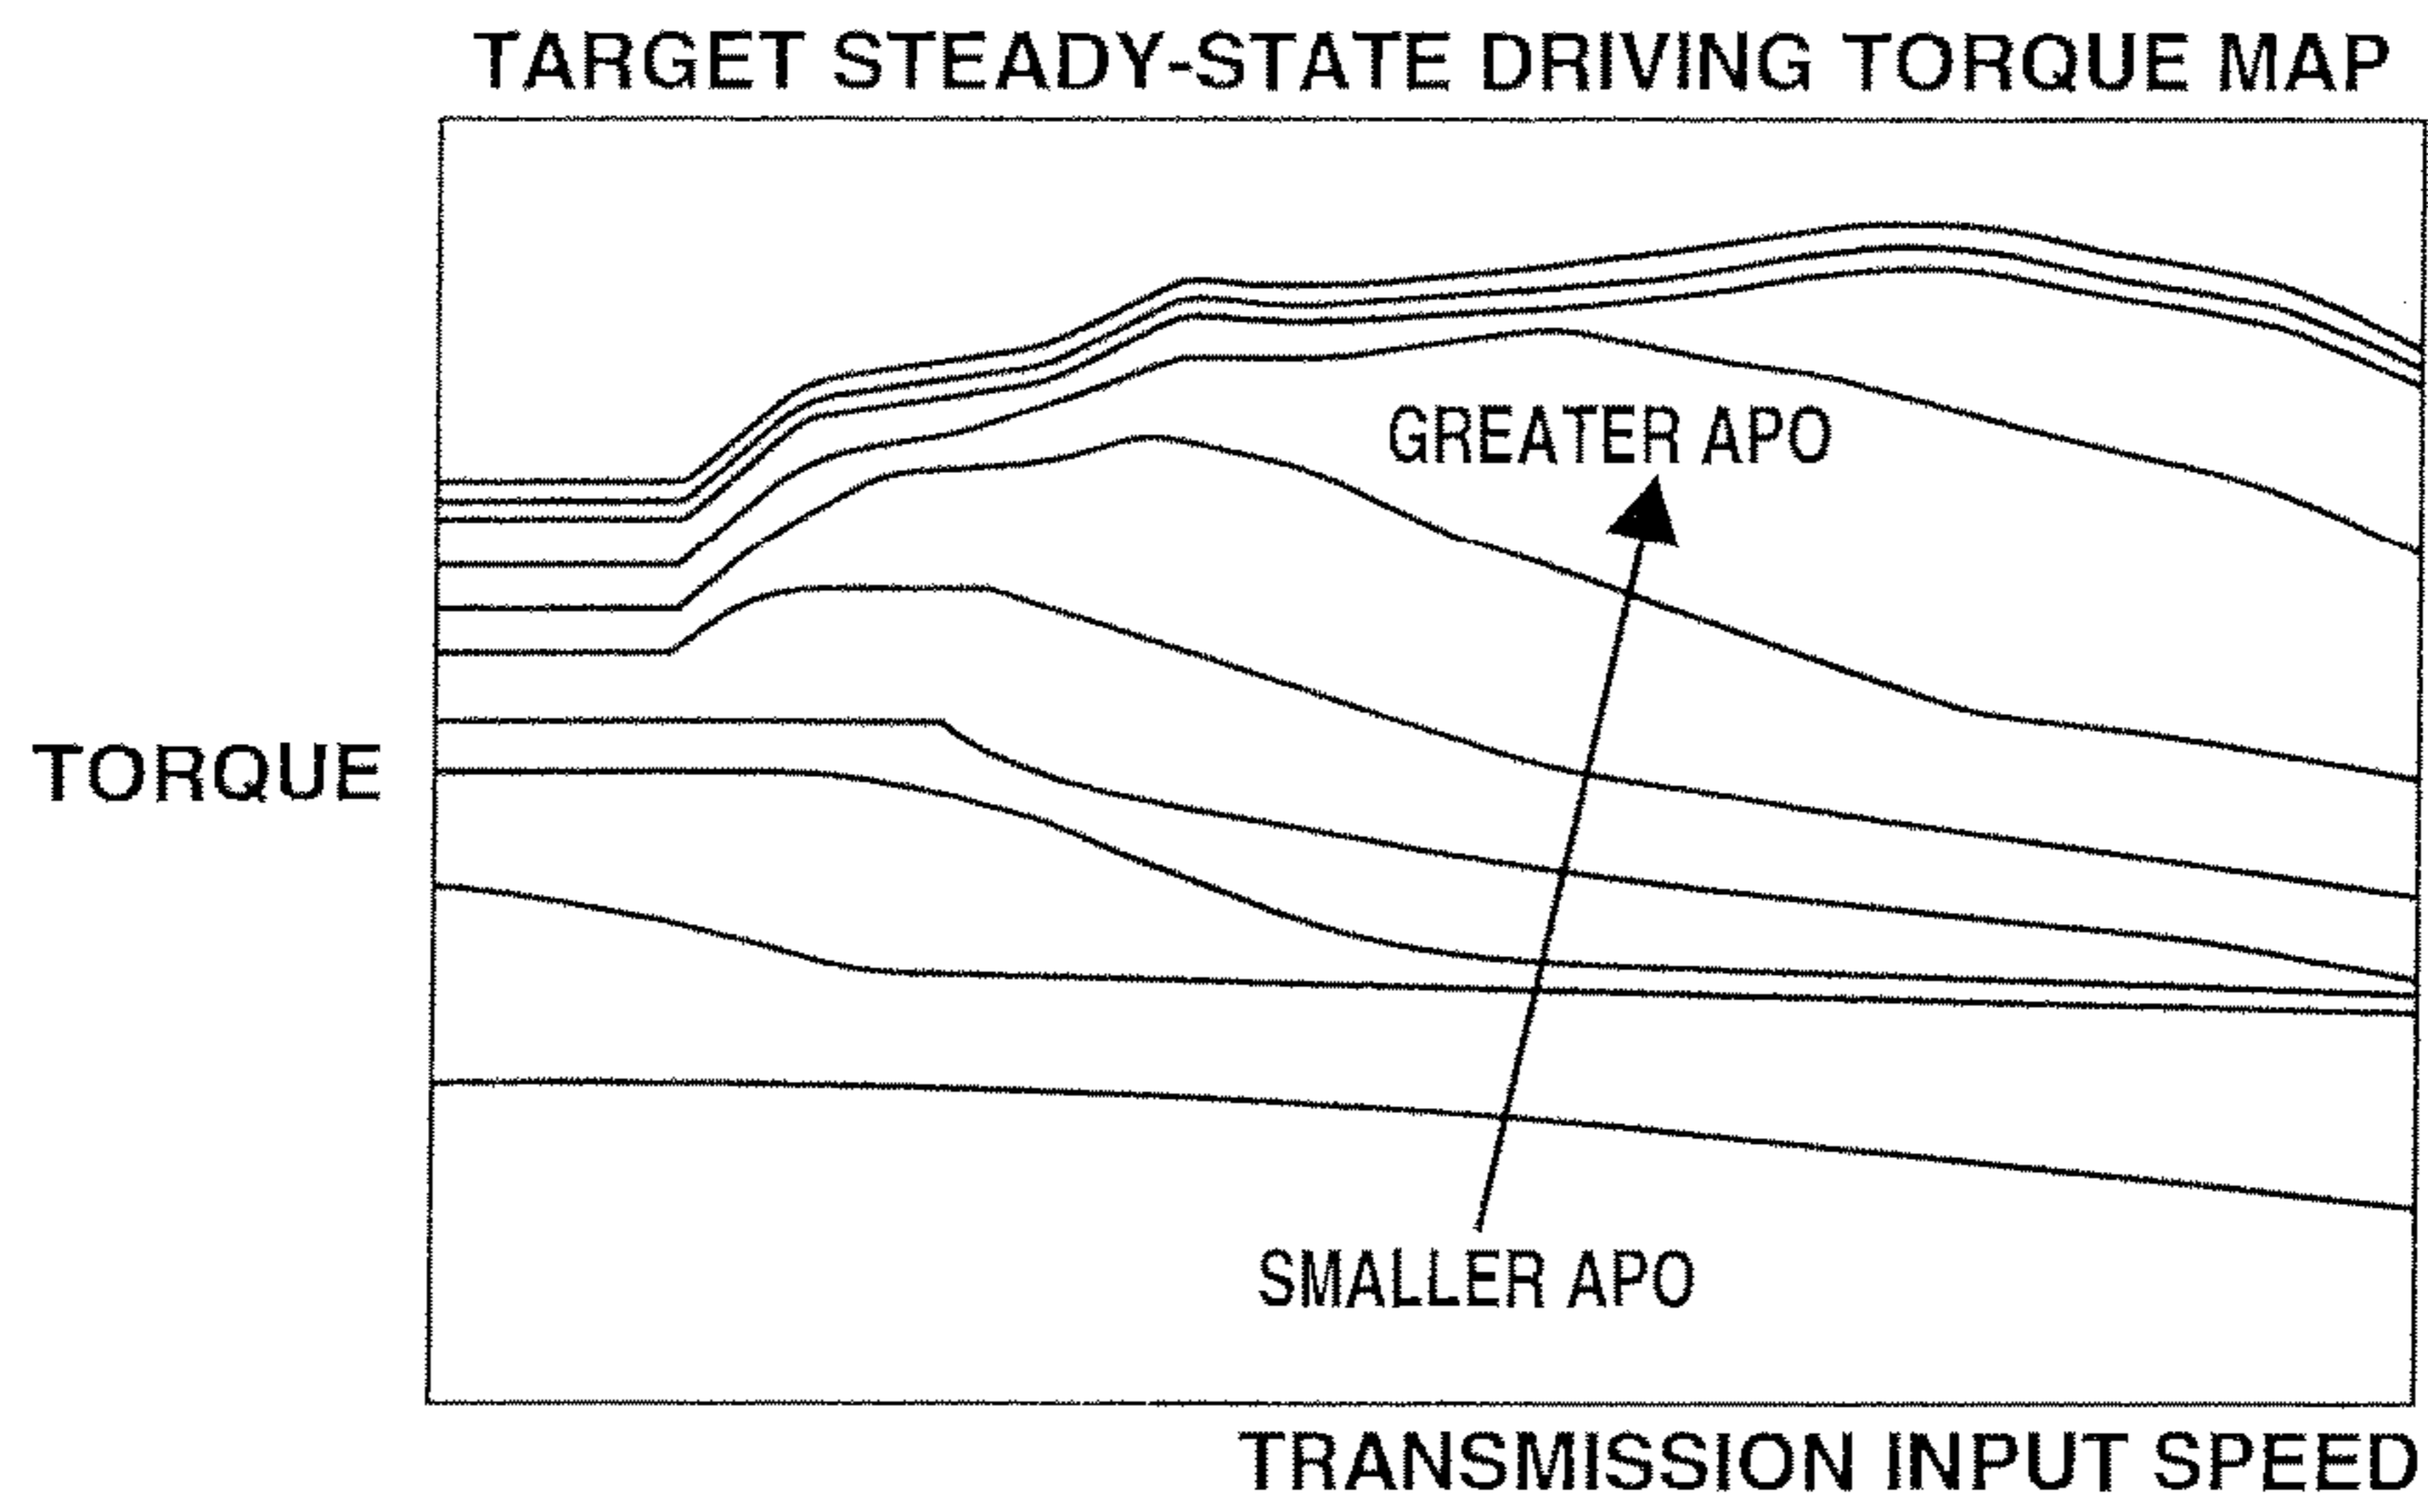 TARGET STEADY-STATE DRIVING TORQUE MAP
GREATER APO
TORQUE
SMALLER APO
TRANSMISSION INPUT SPEED